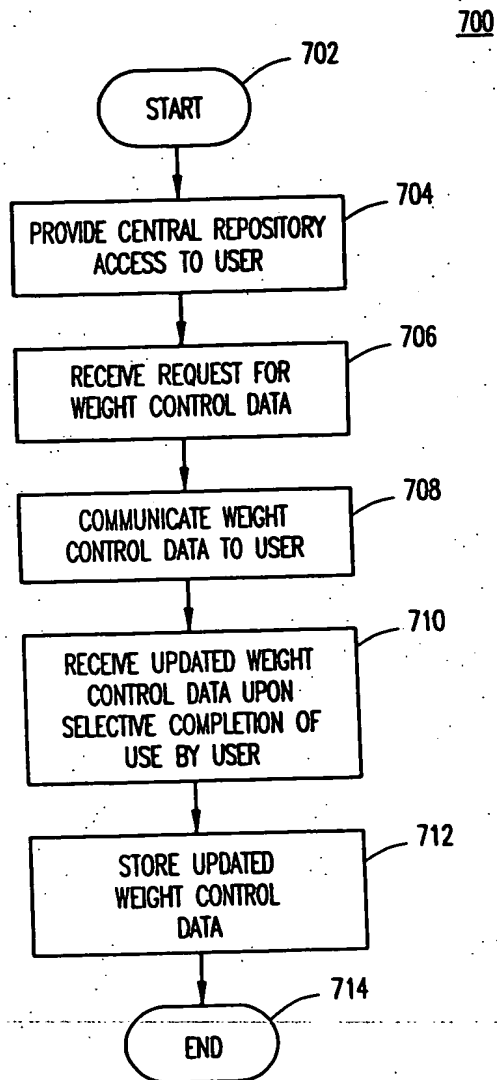 700
702
START
704
PROVIDE CENTRAL REPOSITORY
ACCESS TO USER
706
RECEIVE REQUEST FOR
WEIGHT CONTROL DATA
708
COMMUNICATE WEIGHT
CONTROL DATA TO USER
710
RECEIVE UPDATED WEIGHT
CONTROL DATA UPON
SELECTIVE COMPLETION OF
USE BY USER
712
STORE UPDATED
WEIGHT CONTROL
DATA
714
END